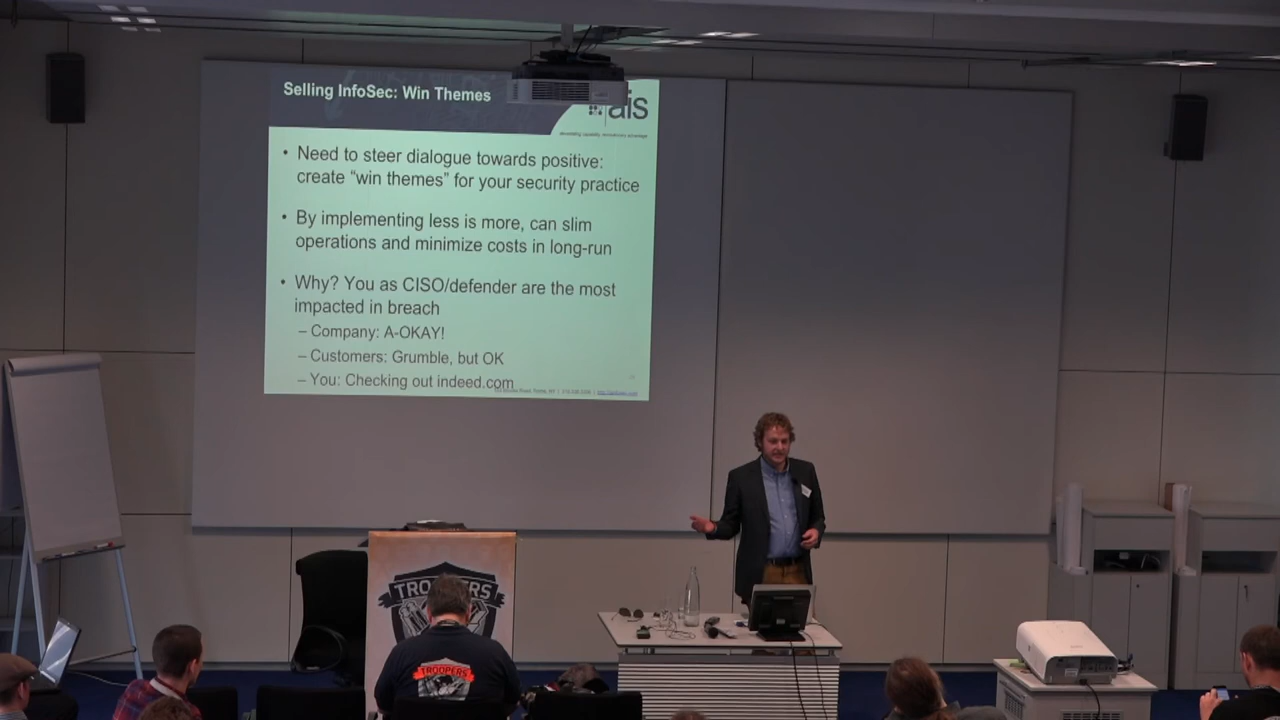 Selling InfoSec: Win Themes
ais
• Need to steer dialogue towards positive:
create “win themes” for your security practice
• By implementing less is more, can slim
operations and minimize costs in long-run
• Why? You as CISO/defender are the most
impacted in breach
– Company: A-OKAY!
– Customers: Grumble, but OK
– You: Checking out indeed.com
TROOPERS